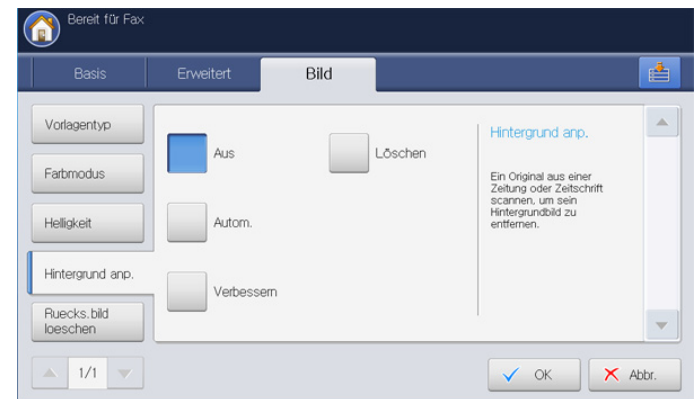 Bereit für Fax
Basis
Erweitert
Bild
Vorlagentyp
Farbmodus
Helligkeit
Hintergrund anp.
Ruecks.bild
loeschen
1/1
Aus
Löschen
Autom.
Verbessern
Hintergrund anp.
Ein Original aus einer
Zeitung oder Zeitschrift
scannen, um sein
Hintergrundbild zu
entfernen.
OK
Abbr.